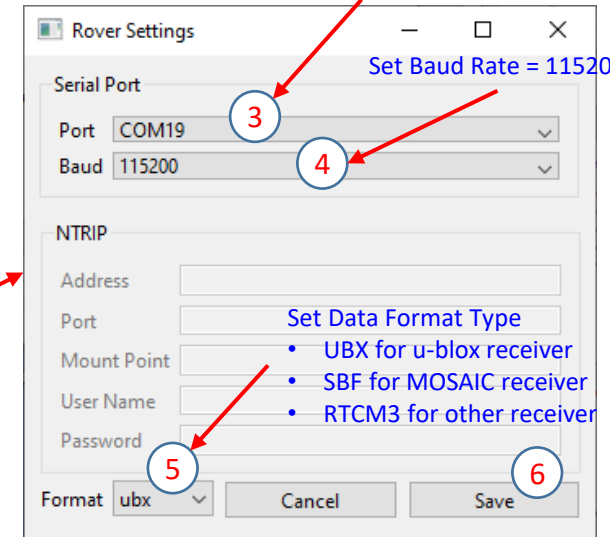 Rover Settings
Set Baud Rate = 11520
Serial Port
3
Port COM19
4
Baud 115200
NTRIP
Address
Port
Set Data Format Type
Mount Point
• UBX for u-blox receiver
• SBF for MOSAIC receiver
User Name
• RTCM3 for other receiver
Password
5
6
Format ubx Cancel Save